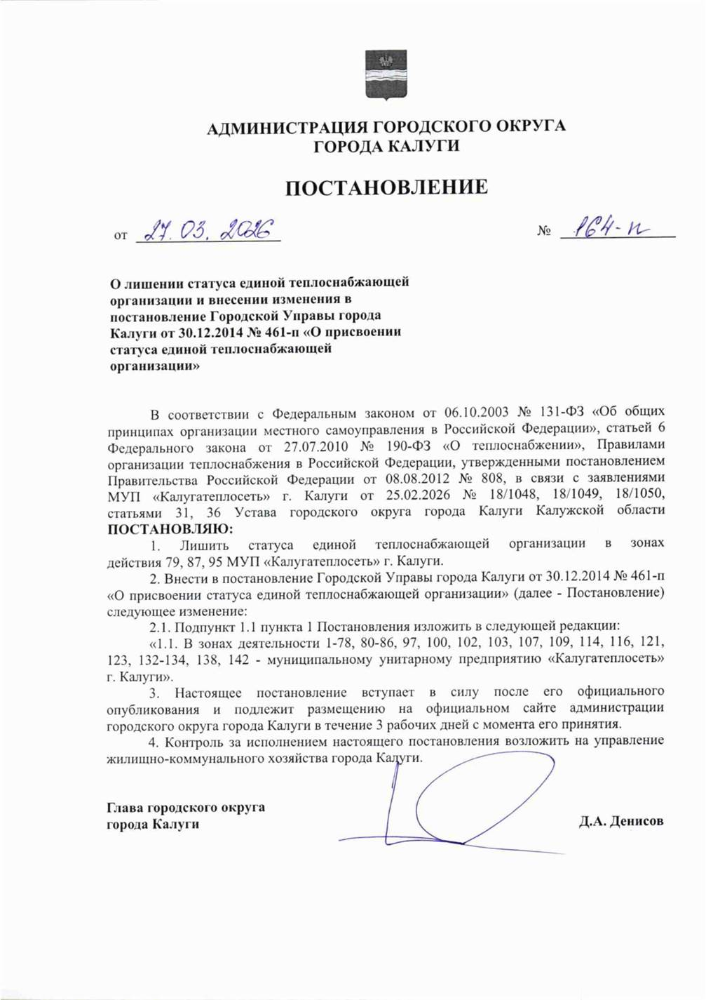 АДМИНИСТРАЦИЯ ГОРОДСКОГО ОКРУГА
ГОРОДА КАЛУГИ
ПОСТАНОВЛЕНИЕ
от 27.03.2026 № 164-п
О лишении статуса единой теплоснабжающей
организации и внесении изменения в
постановление Городской Управы города
Калуги от 30.12.2014 № 461-п «О присвоении
статуса единой теплоснабжающей
организации»
В соответствии с Федеральным законом от 06.10.2003 № 131-ФЗ «Об общих
принципах организации местного самоуправления в Российской Федерации», статьей 6
Федерального закона от 27.07.2010 № 190-ФЗ «О теплоснабжении», Правилами
организации теплоснабжения в Российской Федерации, утвержденными постановлением
Правительства Российской Федерации от 08.08.2012 № 808, в связи с заявлениями
МУП «Калугатеплосеть» г. Калуги от 25.02.2026 № 18/1048, 18/1049, 18/1050,
статьями 31, 36 Устава городского округа города Калуги Калужской области
ПОСТАНОВЛЯЮ:
1. Лишить статуса единой теплоснабжающей организации в зонах
действия 79, 87, 95 МУП «Калугатеплосеть» г. Калуги.
2. Внести в постановление Городской Управы города Калуги от 30.12.2014 № 461-п
«О присвоении статуса единой теплоснабжающей организации» (далее - Постановление)
следующее изменение:
2.1. Подпункт 1.1 пункта 1 Постановления изложить в следующей редакции:
«1.1. В зонах деятельности 1-78, 80-86, 97, 100, 102, 103, 107, 109, 114, 116, 121,
123, 132-134, 138, 142 - муниципальному унитарному предприятию «Калугатеплосеть»
г. Калуги».
3. Настоящее постановление вступает в силу после его официального
опубликования и подлежит размещению на официальном сайте администрации
городского округа города Калуги в течение 3 рабочих дней с момента его принятия.
4. Контроль за исполнением настоящего постановления возложить на управление
жилищно-коммунального хозяйства города Калуги.
Глава городского округа
города Калуги Д.А. Денисов